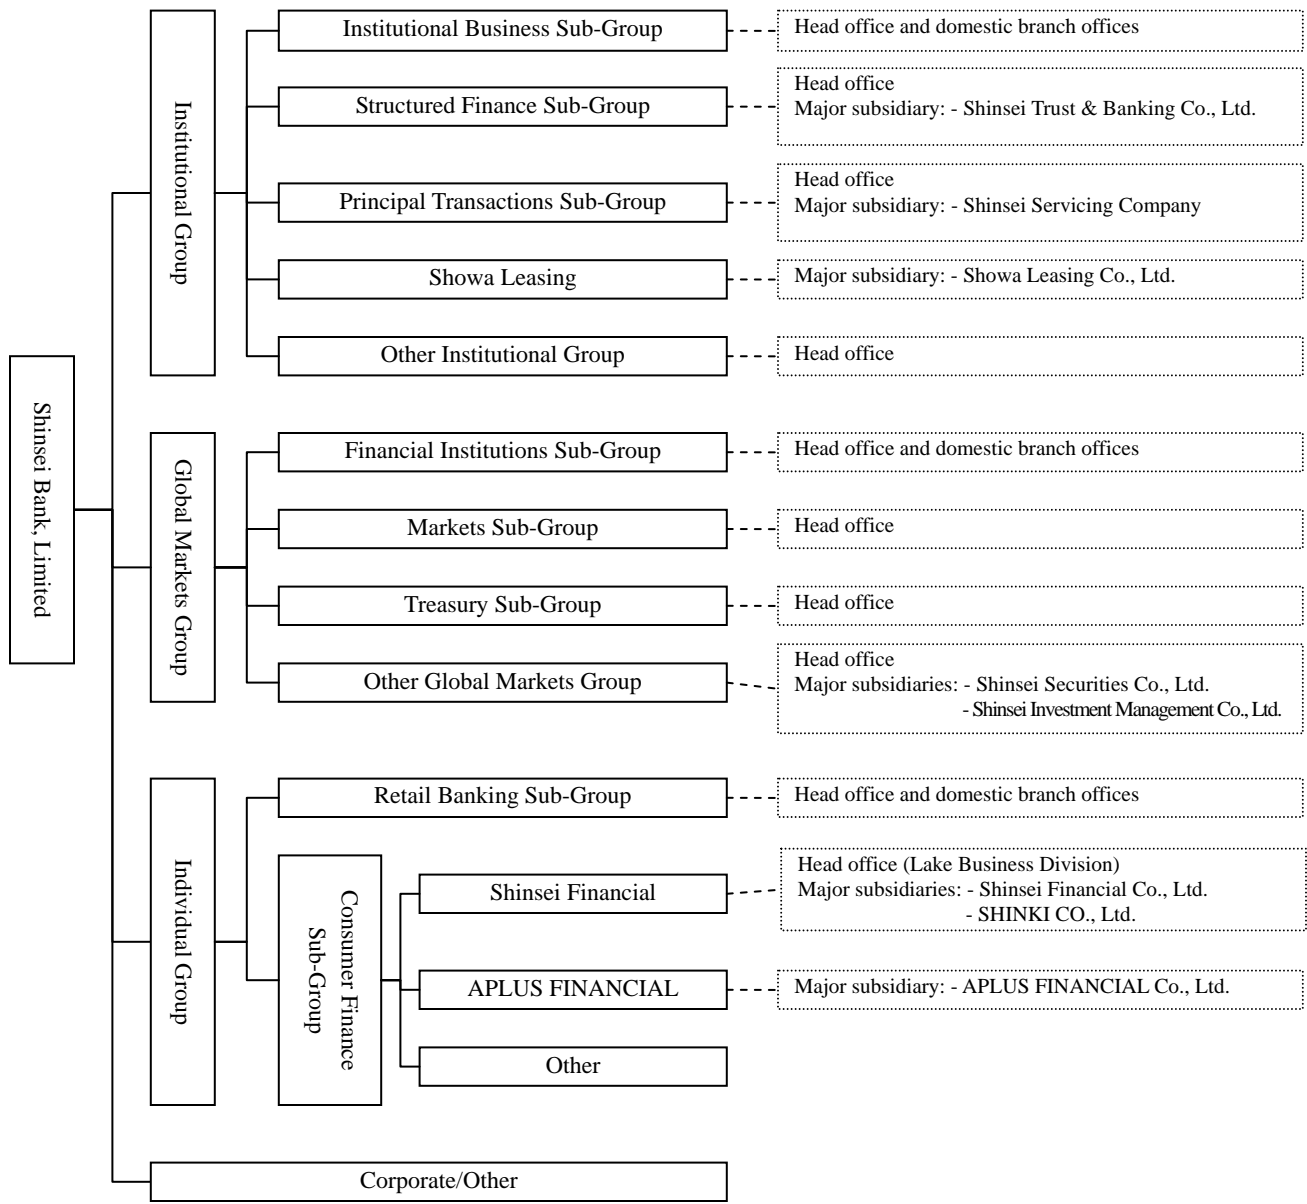 Shinsei Bank, Limited
Institutional Group
Institutional Business Sub-Group
Head office and domestic branch offices
Structured Finance Sub-Group
Head office
Major subsidiary: - Shinsei Trust & Banking Co., Ltd.
Principal Transactions Sub-Group
Head office
Major subsidiary: - Shinsei Servicing Company
Showa Leasing
Major subsidiary: - Showa Leasing Co., Ltd.
Other Institutional Group
Head office
Global Markets Group
Financial Institutions Sub-Group
Head office and domestic branch offices
Markets Sub-Group
Head office
Treasury Sub-Group
Head office
Other Global Markets Group
Head office
Major subsidiaries: - Shinsei Securities Co., Ltd.
- Shinsei Investment Management Co., Ltd.
Individual Group
Retail Banking Sub-Group
Head office and domestic branch offices
Consumer Finance
Sub-Group
Shinsei Financial
Head office (Lake Business Division)
Major subsidiaries: - Shinsei Financial Co., Ltd.
- SHINKI CO., Ltd.
APLUS FINANCIAL
Major subsidiary: - APLUS FINANCIAL Co., Ltd.
Other
Corporate/Other